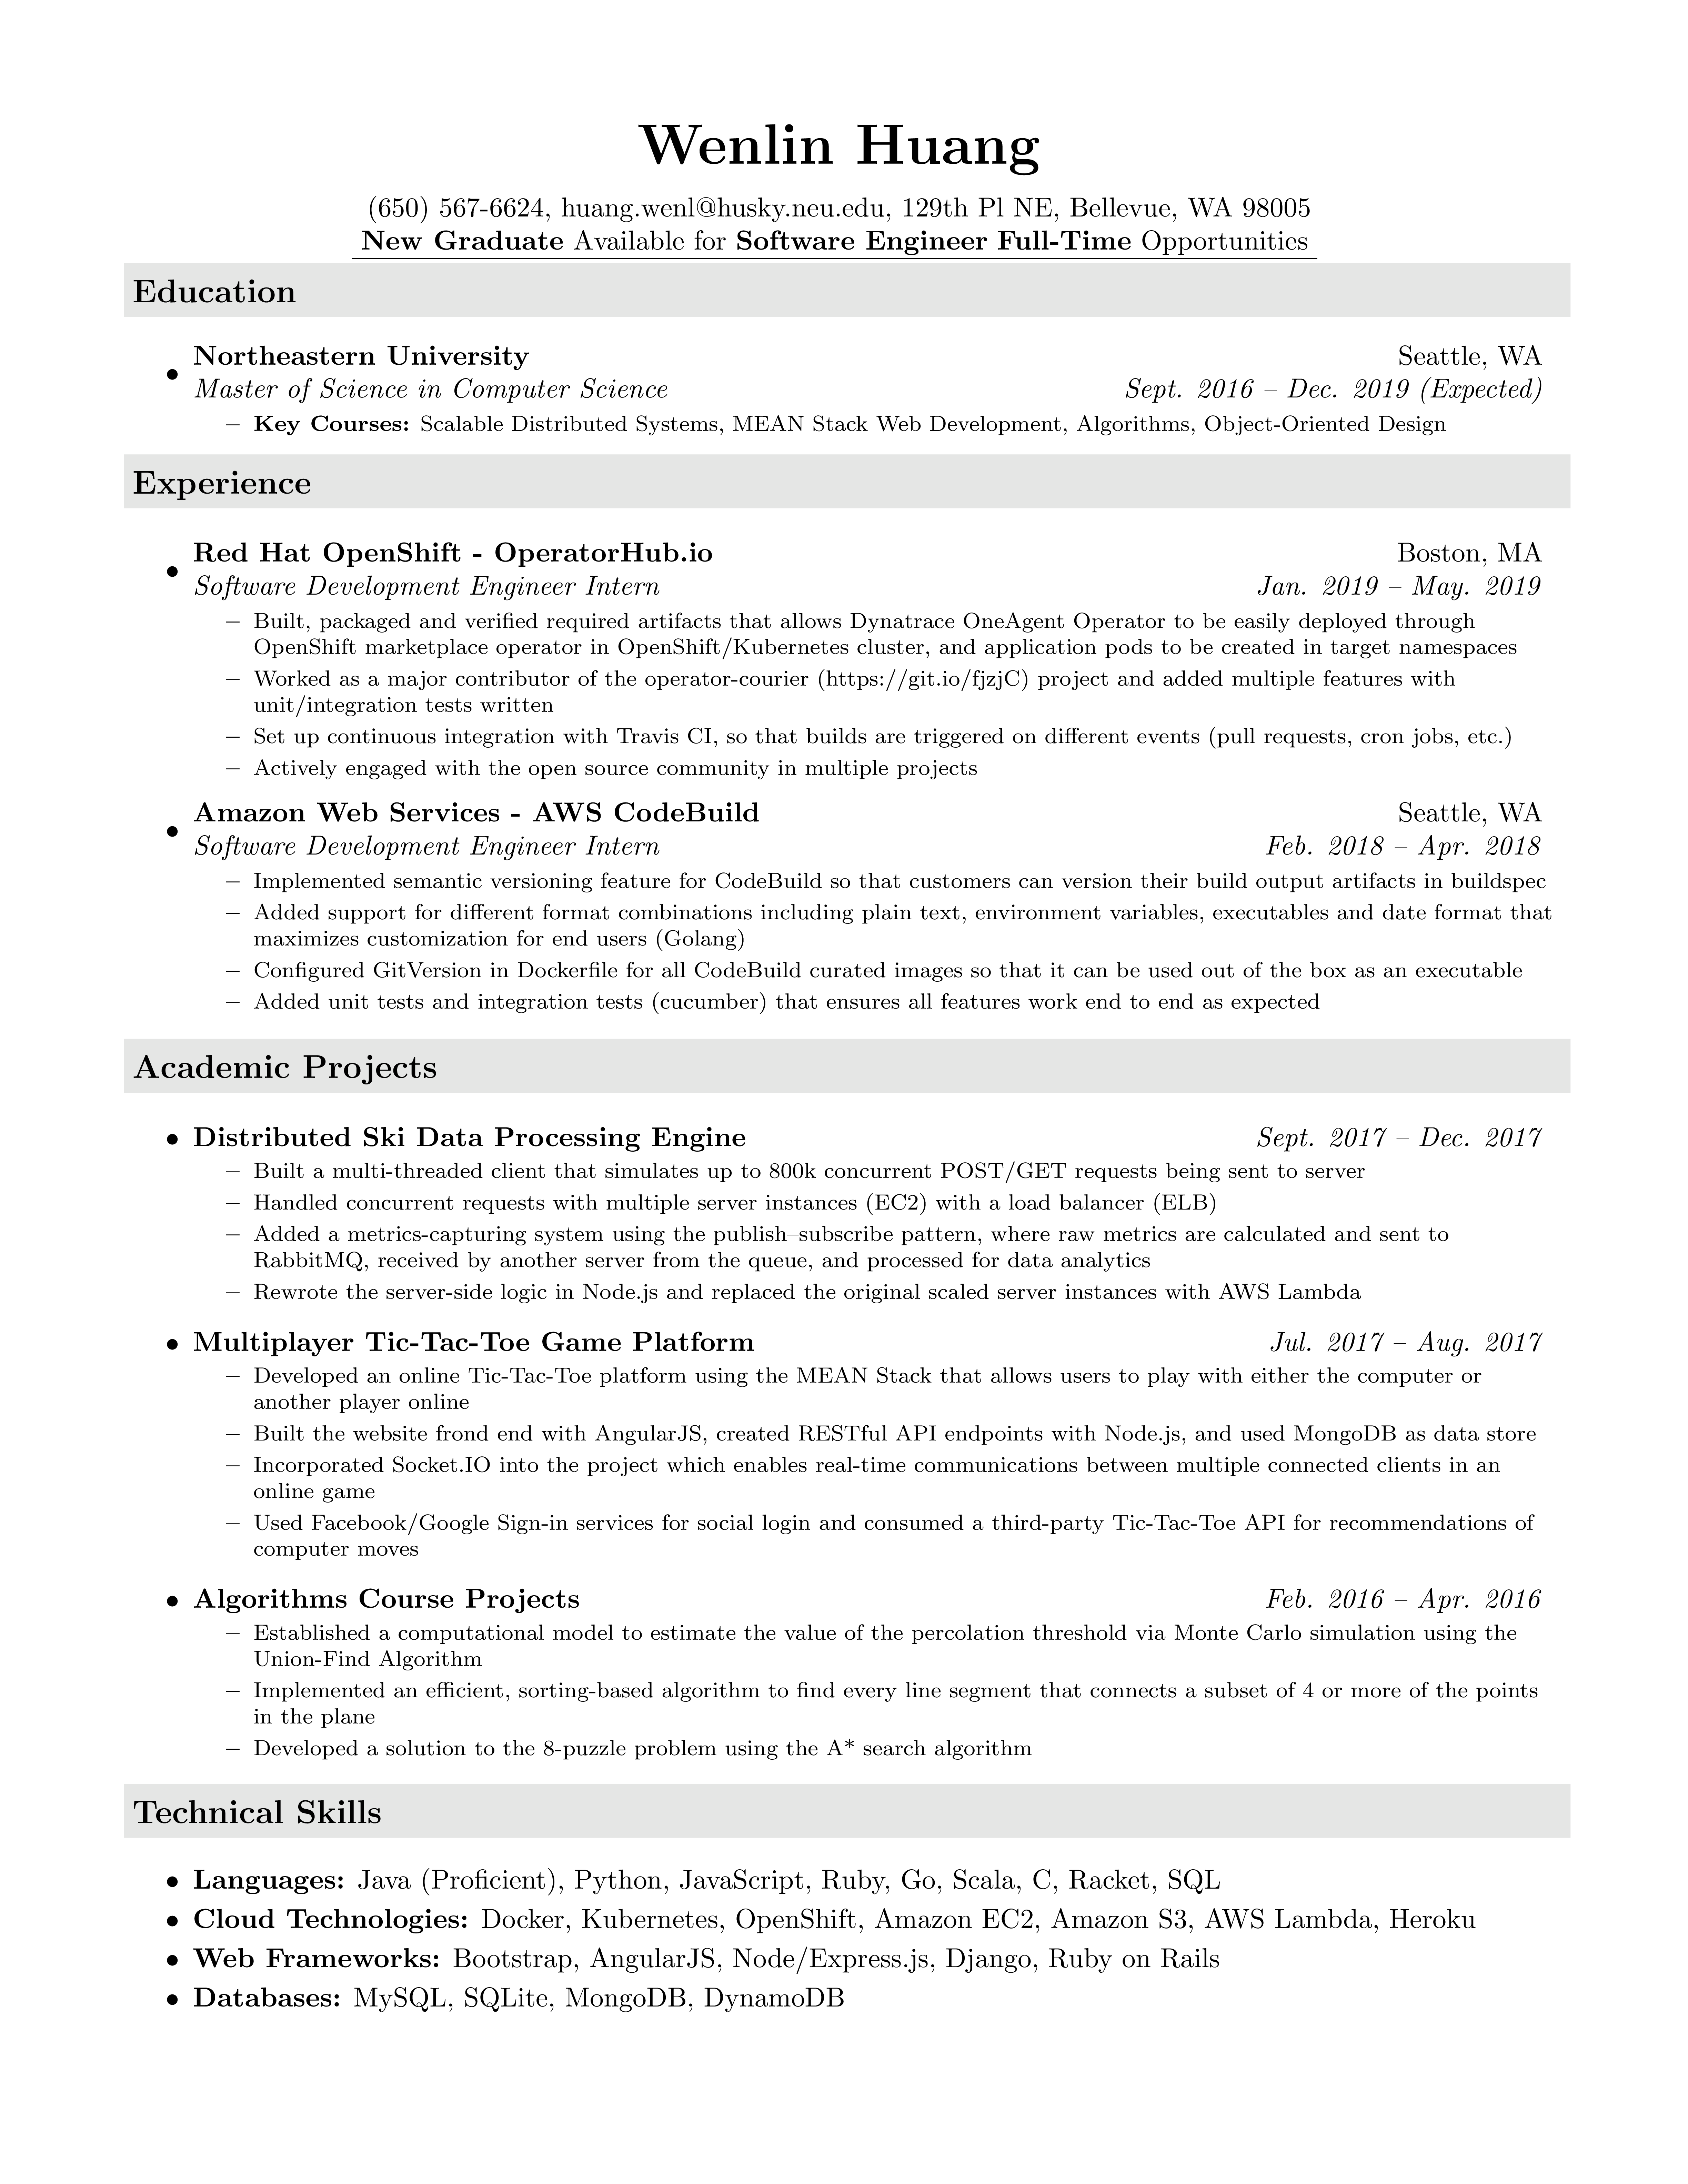 Wenlin Huang
(650) 567-6624, huang.wenl@husky.neu.edu, 129th Pl NE, Bellevue, WA 98005
New Graduate Available for Software Engineer Full-Time Opportunities
Education
• Northeastern University Seattle, WA
Master of Science in Computer Science Sept. 2016 – Dec. 2019 (Expected)
– Key Courses: Scalable Distributed Systems, MEAN Stack Web Development, Algorithms, Object-Oriented Design
Experience
• Red Hat OpenShift - OperatorHub.io Boston, MA
Software Development Engineer Intern Jan. 2019 – May. 2019
– Built, packaged and verified required artifacts that allows Dynatrace OneAgent Operator to be easily deployed through
OpenShift marketplace operator in OpenShift/Kubernetes cluster, and application pods to be created in target namespaces
– Worked as a major contributor of the operator-courier (https://git.io/fjzjC) project and added multiple features with
unit/integration tests written
– Set up continuous integration with Travis CI, so that builds are triggered on different events (pull requests, cron jobs, etc.)
– Actively engaged with the open source community in multiple projects
• Amazon Web Services - AWS CodeBuild Seattle, WA
Software Development Engineer Intern Feb. 2018 – Apr. 2018
– Implemented semantic versioning feature for CodeBuild so that customers can version their build output artifacts in buildspec
– Added support for different format combinations including plain text, environment variables, executables and date format that
maximizes customization for end users (Golang)
– Configured GitVersion in Dockerfile for all CodeBuild curated images so that it can be used out of the box as an executable
– Added unit tests and integration tests (cucumber) that ensures all features work end to end as expected
Academic Projects
• Distributed Ski Data Processing Engine Sept. 2017 – Dec. 2017
– Built a multi-threaded client that simulates up to 800k concurrent POST/GET requests being sent to server
– Handled concurrent requests with multiple server instances (EC2) with a load balancer (ELB)
– Added a metrics-capturing system using the publish–subscribe pattern, where raw metrics are calculated and sent to
RabbitMQ, received by another server from the queue, and processed for data analytics
– Rewrote the server-side logic in Node.js and replaced the original scaled server instances with AWS Lambda
• Multiplayer Tic-Tac-Toe Game Platform Jul. 2017 – Aug. 2017
– Developed an online Tic-Tac-Toe platform using the MEAN Stack that allows users to play with either the computer or
another player online
– Built the website frond end with AngularJS, created RESTful API endpoints with Node.js, and used MongoDB as data store
– Incorporated Socket.IO into the project which enables real-time communications between multiple connected clients in an
online game
– Used Facebook/Google Sign-in services for social login and consumed a third-party Tic-Tac-Toe API for recommendations of
computer moves
• Algorithms Course Projects Feb. 2016 – Apr. 2016
– Established a computational model to estimate the value of the percolation threshold via Monte Carlo simulation using the
Union-Find Algorithm
– Implemented an efficient, sorting-based algorithm to find every line segment that connects a subset of 4 or more of the points
in the plane
– Developed a solution to the 8-puzzle problem using the A* search algorithm
Technical Skills
• Languages: Java (Proficient), Python, JavaScript, Ruby, Go, Scala, C, Racket, SQL
• Cloud Technologies: Docker, Kubernetes, OpenShift, Amazon EC2, Amazon S3, AWS Lambda, Heroku
• Web Frameworks: Bootstrap, AngularJS, Node/Express.js, Django, Ruby on Rails
• Databases: MySQL, SQLite, MongoDB, DynamoDB